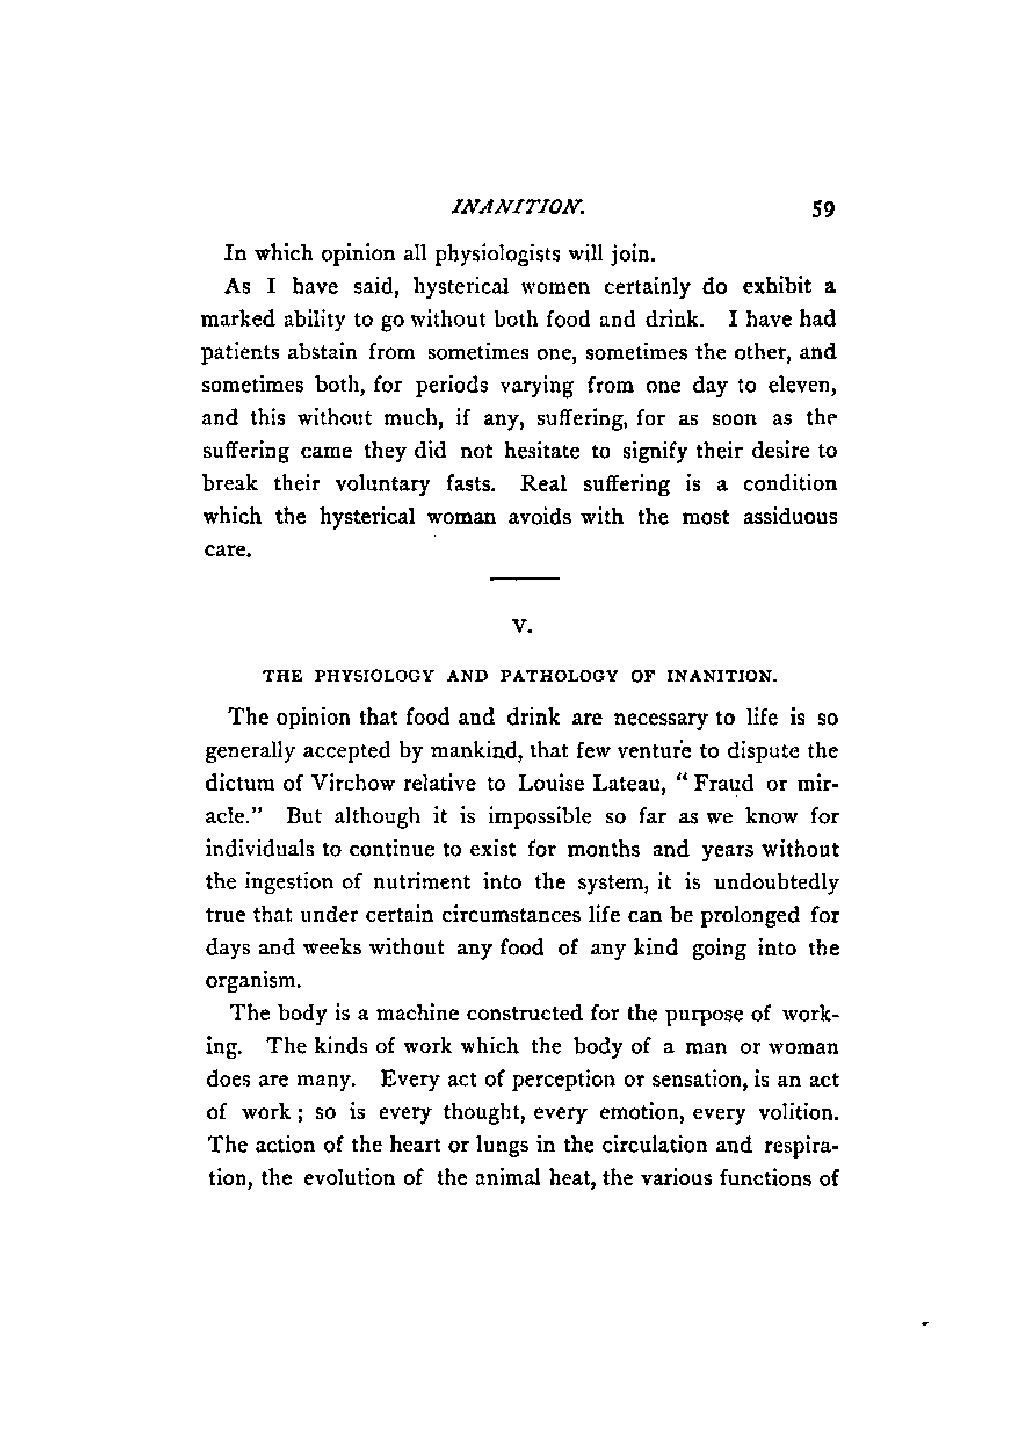 INANITION. 59
In which opinion all physiologists will join.
As I have said, hysterical women certainly do exhibit a
marked ability to go without both food and drink. I have had
patients abstain from sometimes one, sometimes the other, and
sometimes both, for periods varying from one day to eleven,
and this without much, if any, suffering, for as soon as the
suffering came they did not hesitate to signify their desire to
break their voluntary fasts. Real suffering is a condition
which the hysterical woman avoids with the most assiduous
care.
V.
THE PHYSIOLOGY AND PATHOLOGY OF INANITION.
The opinion that food and drink are necessary to life is so
generally accepted by mankind, that few venture to dispute the
dictum of Virchow relative to Louise Lateau, "Fraud or mir-
acle." But although it is impossible so far as we know for
individuals to continue to exist for months and years without
the ingestion of nutriment into the system, it is undoubtedly
true that under certain circumstances life can be prolonged for
days and weeks without any food of any kind going into the
organism.
The body is a machine constructed for the purpose of work-
ing. The kinds of work which the body of a man or woman
does are many. Every act of perception or sensation, is an act
of work; so is every thought, every emotion, every volition.
The action of the heart or lungs in the circulation and respira-
tion, the evolution of the animal heat, the various functions of